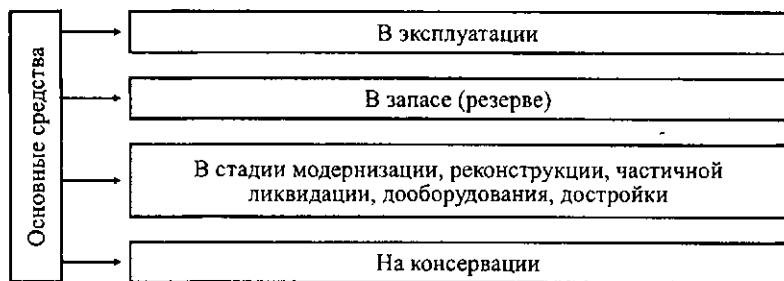 Основные средства
В эксплуатации
В запасе (резерве)
В стадии модернизации, реконструкции, частичной
ликвидации, дооборудования, достройки
На консервации